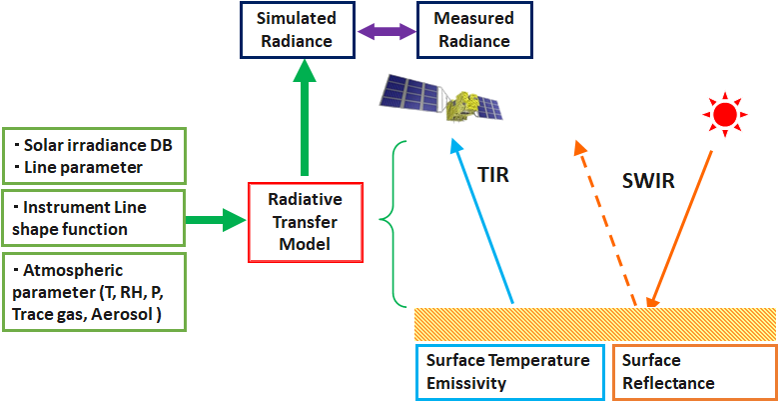 Simulated
Radiance
Measured
Radiance
· Solar irradiance DB
· Line parameter
· Instrument Line
shape function
· Atmospheric
parameter (T, RH, P,
Trace gas, Aerosol )
Radiative
Transfer
Model
TIR
SWIR
Surface Temperature
Emissivity
Surface
Reflectance